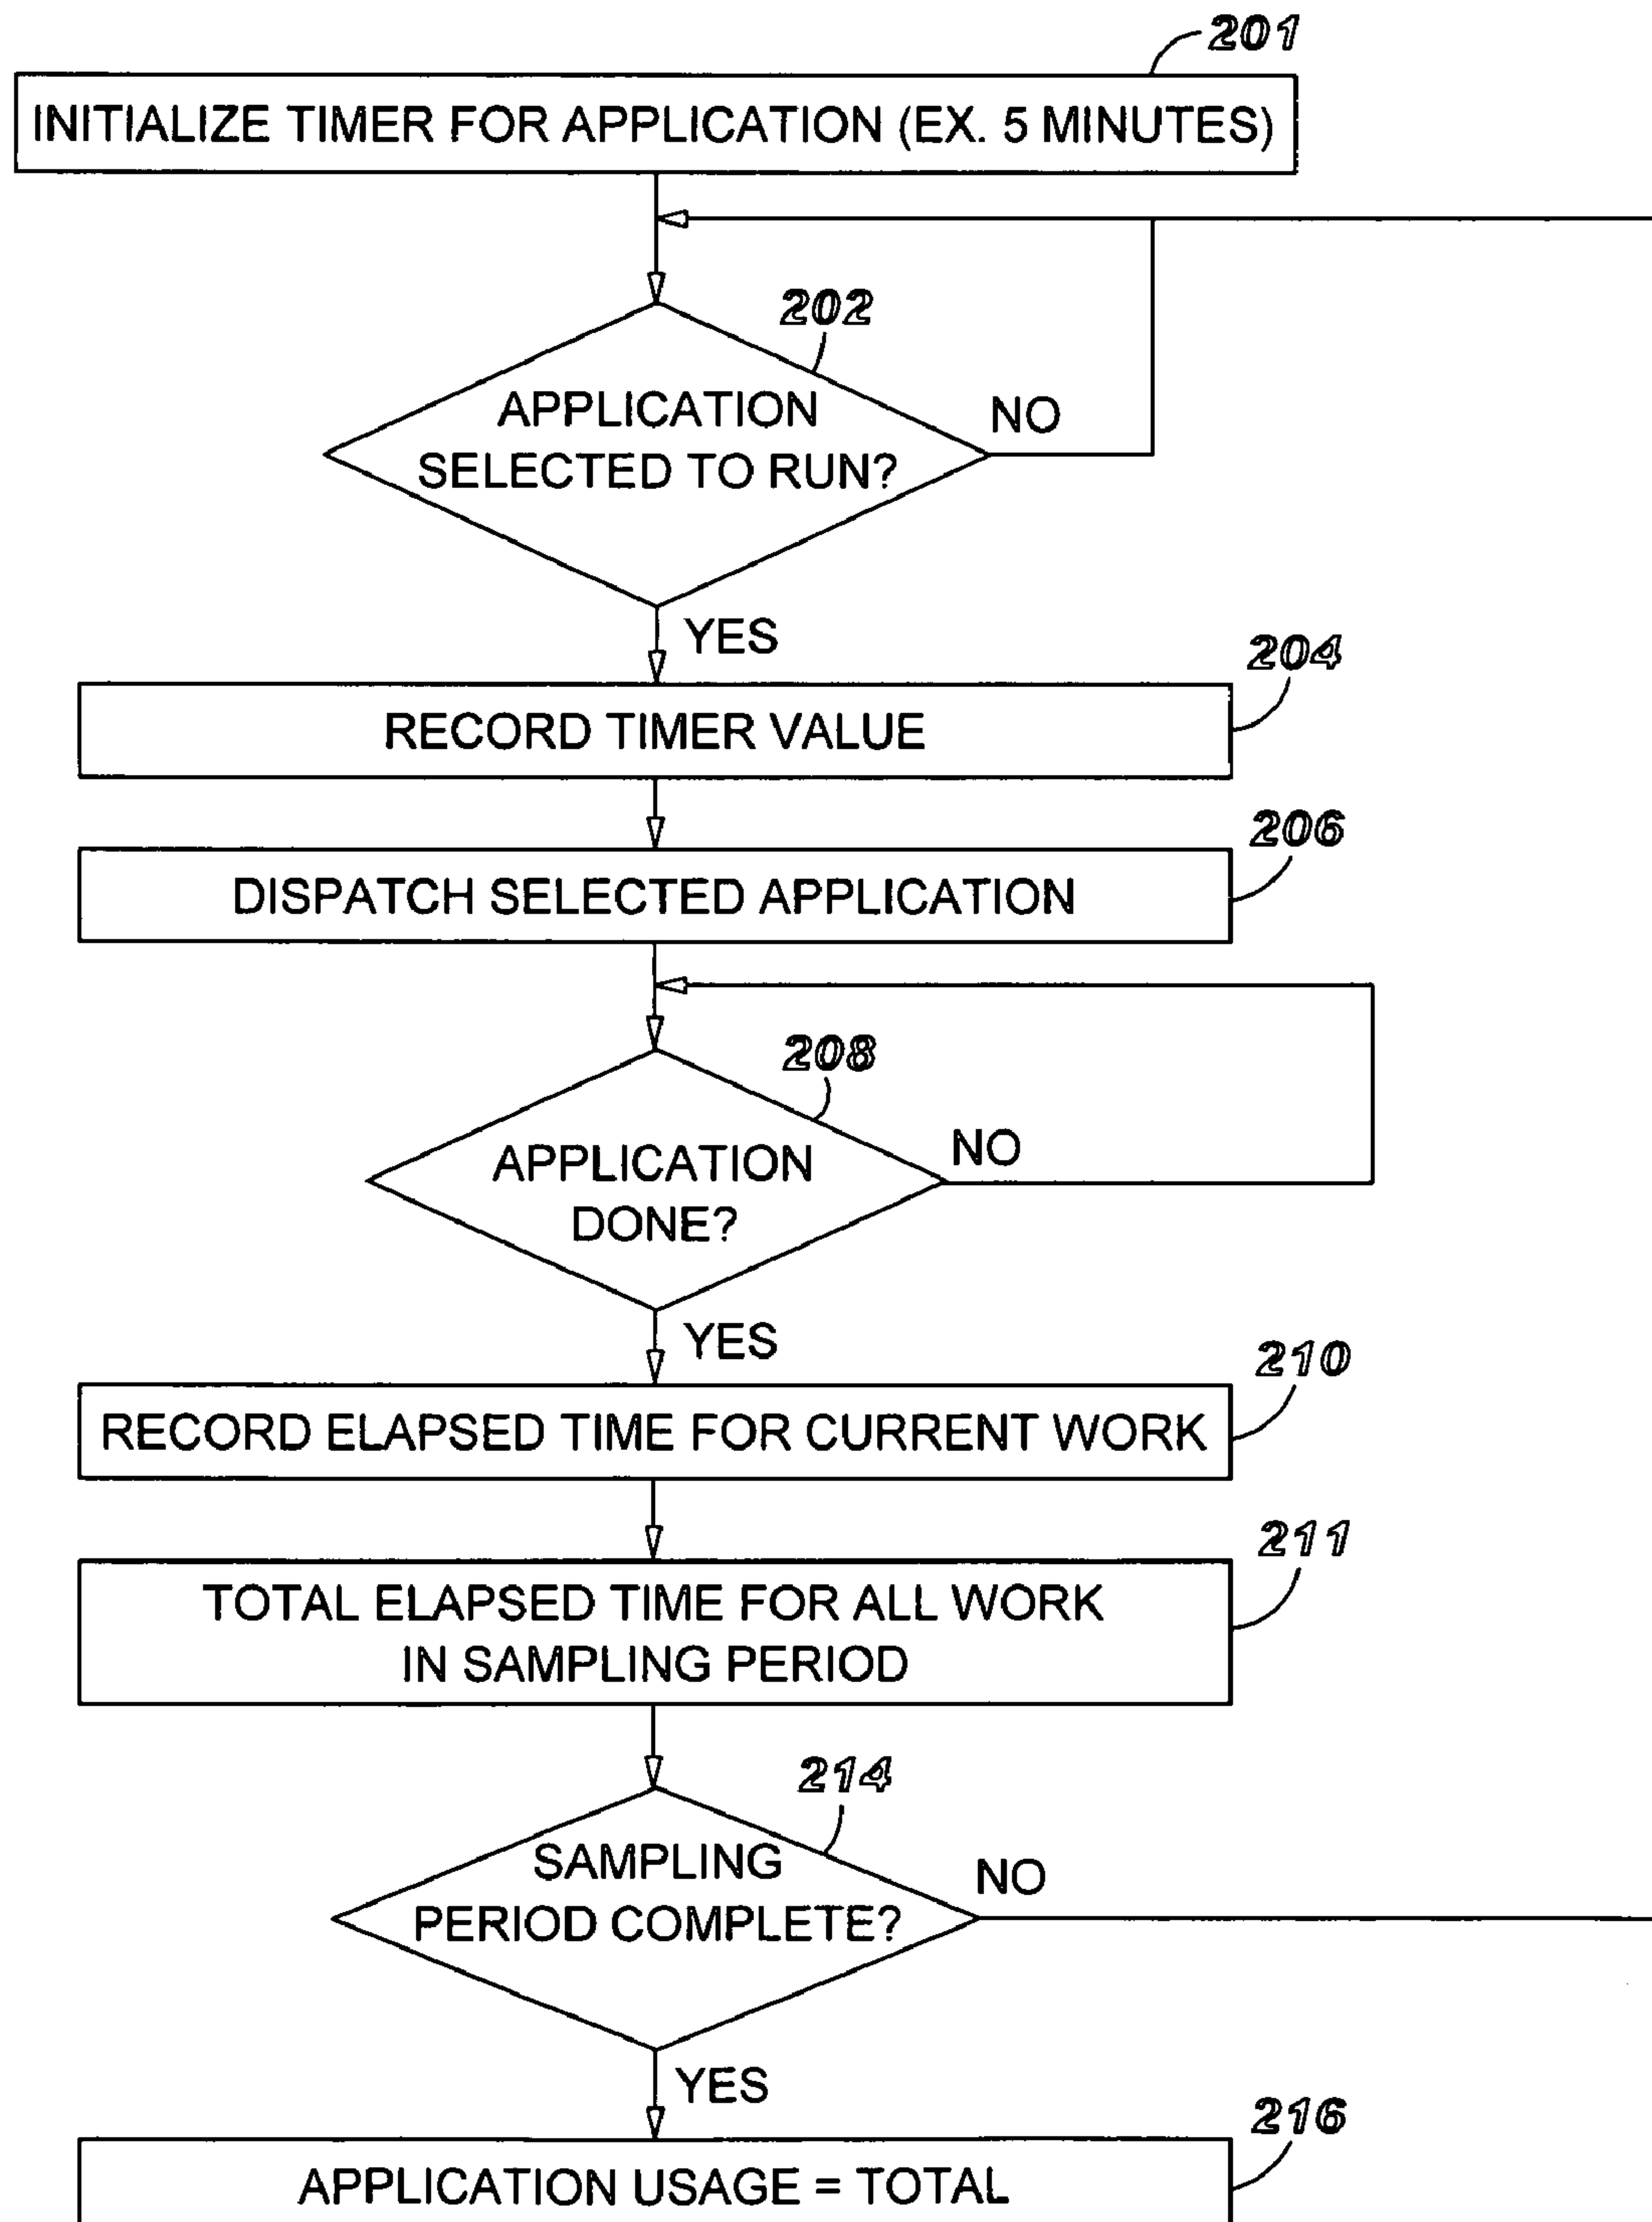 201
INITIALIZE TIMER FOR APPLICATION (EX. 5 MINUTES)
202
APPLICATION
SELECTED TO RUN?
NO
YES
204
RECORD TIMER VALUE
206
DISPATCH SELECTED APPLICATION
208
APPLICATION
DONE?
NO
YES
210
RECORD ELAPSED TIME FOR CURRENT WORK
211
TOTAL ELAPSED TIME FOR ALL WORK
IN SAMPLING PERIOD
214
SAMPLING
PERIOD COMPLETE?
NO
YES
216
APPLICATION USAGE = TOTAL